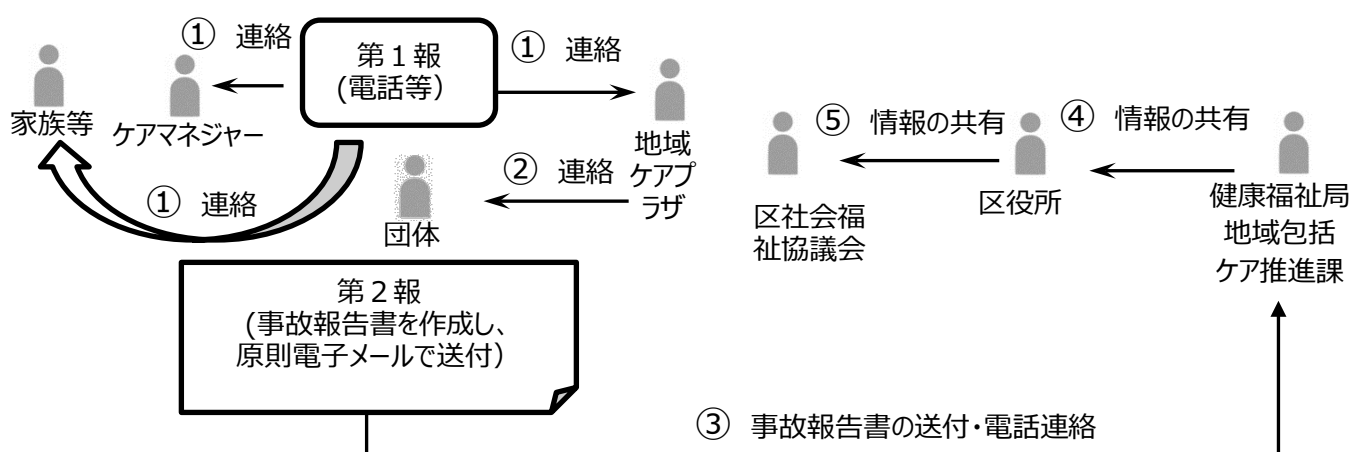 ① 連絡
第１報
(電話等）
① 連絡
家族等
ケアマネジャー
地域
ケアプ
ラザ
① 連絡
② 連絡
団体
⑤ 情報の共有
④ 情報の共有
区社会福
祉協議会
区役所
健康福祉局
地域包括
ケア推進課
第２報
(事故報告書を作成し、
原則電子メールで送付）
③ 事故報告書の送付・電話連絡